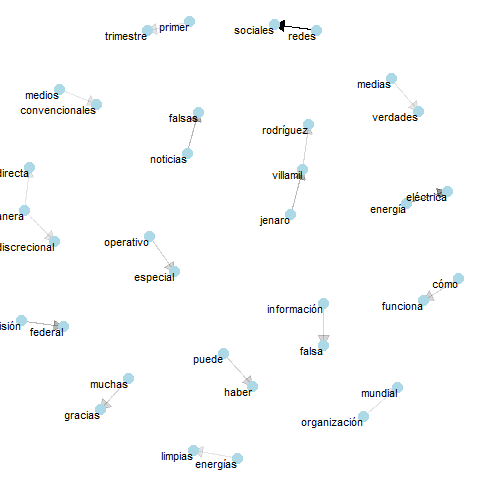 primer
trimestre
sociales
redes
medios
convencionales
medias
verdades
falsas
noticias
rodríguez
villamil
jenaro
directa
anera
discrecional
eléctrica
energía
operativo
especial
cómo
funciona
información
falsa
isión
federal
puede
haber
muchas
gracias
mundial
organización
limpias
energías